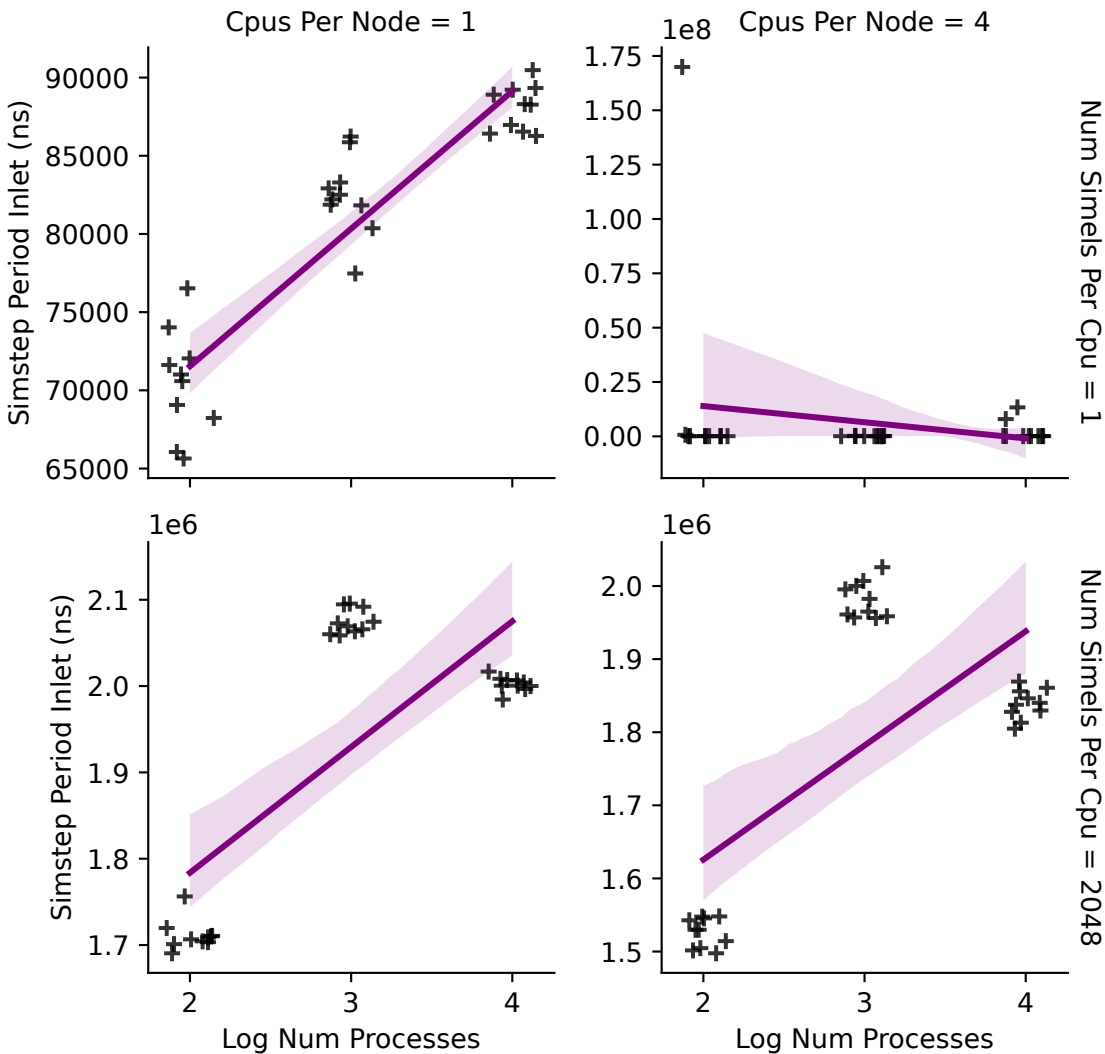 Cpus Per Node = 1
Cpus Per Node = 4
1e8
90000
85000
80000
75000
70000
65000
Simstep Period Inlet (ns)
1.75
1.50
1.25
1.00
0.75
0.50
0.25
0.00
Num Simels Per Cpu = 1
1e6
2.1
2.0
1.9
1.8
1.7
Simstep Period Inlet (ns)
2
3
4
Log Num Processes
1e6
2.0
1.9
1.8
1.7
1.6
1.5
2
3
4
Log Num Processes
Num Simels Per Cpu = 2048